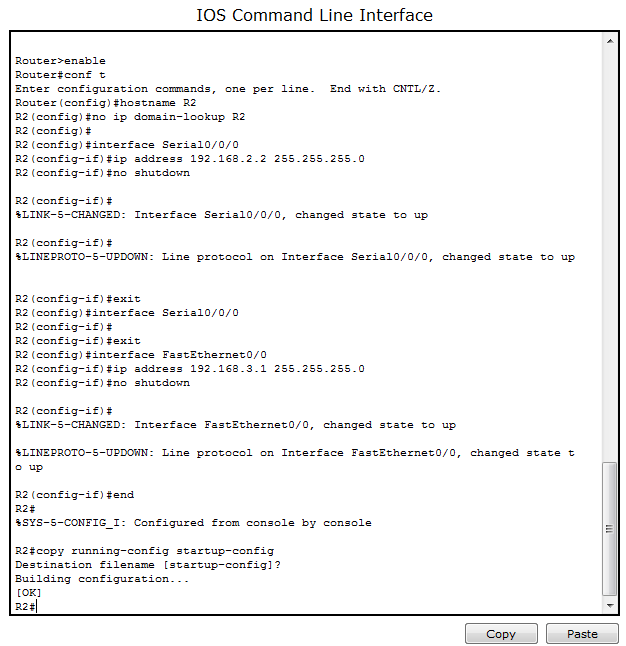 IOS Command Line Interface
Router>enable
Router#conf t
Enter configuration commands, one per line.  End with CNTL/Z.
Router(config)#hostname R2
R2(config)#no ip domain-lookup R2
R2(config)#
R2(config)#interface Serial0/0/0
R2(config-if)#ip address 192.168.2.2 255.255.255.0
R2(config-if)#no shutdown
R2(config-if)#
%LINK-5-CHANGED: Interface Serial0/0/0, changed state to up
R2(config-if)#
%LINEPROTO-5-UPDOWN: Line protocol on Interface Serial0/0/0, changed state to up
R2(config-if)#exit
R2(config)#interface Serial0/0/0
R2(config-if)#
R2(config-if)#exit
R2(config)#interface FastEthernet0/0
R2(config-if)#ip address 192.168.3.1 255.255.255.0
R2(config-if)#no shutdown
R2(config-if)#
%LINK-5-CHANGED: Interface FastEthernet0/0, changed state to up
%LINEPROTO-5-UPDOWN: Line protocol on Interface FastEthernet0/0, changed state t
o up
R2(config-if)#end
R2#
%SYS-5-CONFIG_I: Configured from console by console
R2#copy running-config startup-config
Destination filename [startup-config]?
Building configuration...
[OK]
R2#
Copy
Paste